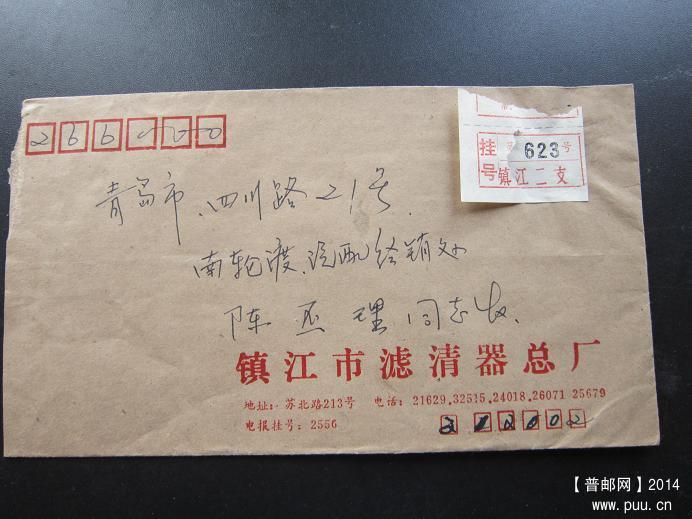 266400
挂号 623号
镇江二支
青岛市、四川路21号.
南轮渡、汽配经销处
陈丕理同志收.
镇江市滤清器总厂
地址: 苏北路213号 电话: 21629.32515.24018.26071 25679
电报挂号: 2556
212002
【普邮网】2014
www.puu.cn